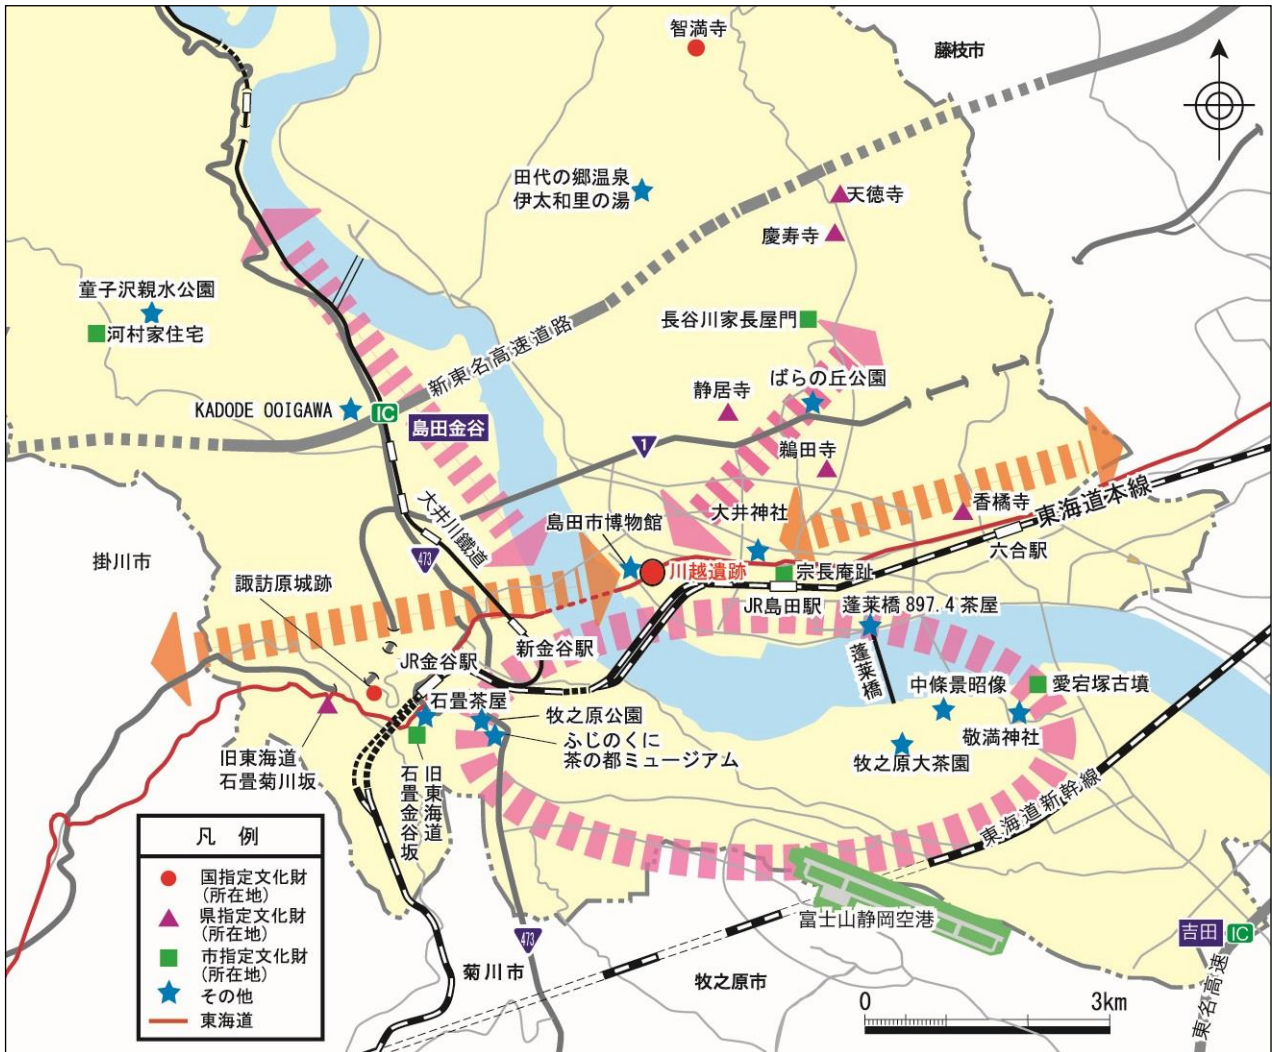 智満寺
藤枝市
田代の郷温泉
伊太和里の湯
天徳寺
慶寿寺
童子沢親水公園
河村家住宅
長谷川家長屋門
新東名高速道路
ばらの丘公園
静居寺
KADODE OOIGAWA
IC
島田金谷
1
鵜田寺
大井神社
香橘寺
東海道本線
六合駅
島田市博物館
大井川鐵道
473
掛川市
諏訪原城跡
川越遺跡
宗長庵趾
JR島田駅
蓬莱橋 897.4 茶屋
新金谷駅
JR金谷駅
蓬莱橋
石畳茶屋
牧之原公園
ふじのくに
茶の都ミュージアム
中條景昭像
愛宕塚古墳
敬満神社
牧之原大茶園
旧東海道
石畳菊川坂
旧東海道
石畳金谷坂
東海道新幹線
凡 例
国指定文化財
(所在地)
県指定文化財
(所在地)
市指定文化財
(所在地)
その他
東海道
富士山静岡空港
吉田
IC
473
菊川市
牧之原市
東名高速
0 3km